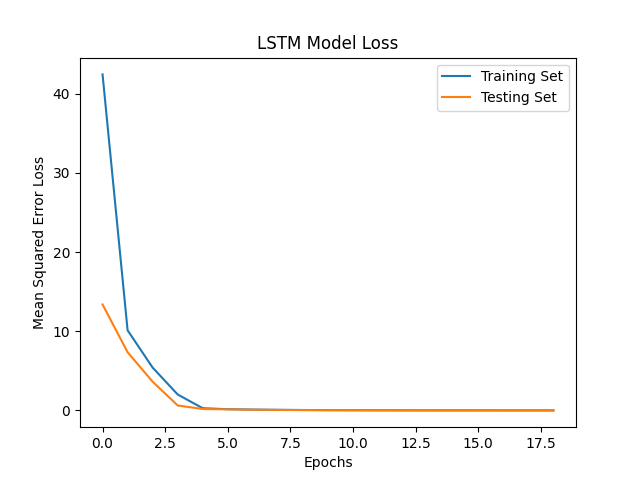 LSTM Model Loss
Training Set
Testing Set
Mean Squared Error Loss
40
30
20
10
0
0.0 2.5 5.0 7.5 10.0 12.5 15.0 17.5
Epochs